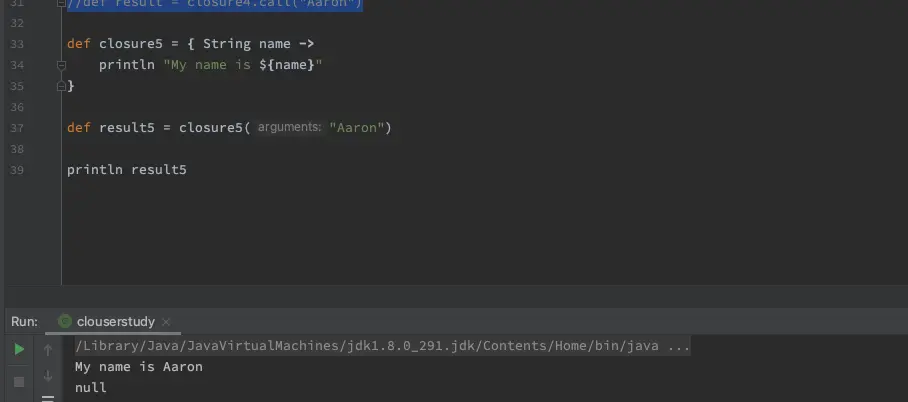 31 //def result = closure4.call("Aaron")
32
33 def closure5 = { String name ->
34     println "My name is ${name}"
35 }
36
37 def result5 = closure5( arguments: "Aaron")
38
39 println result5
Run: clouserstudy
/Library/Java/JavaVirtualMachines/jdk1.8.0_291.jdk/Contents/Home/bin/java ...
My name is Aaron
null